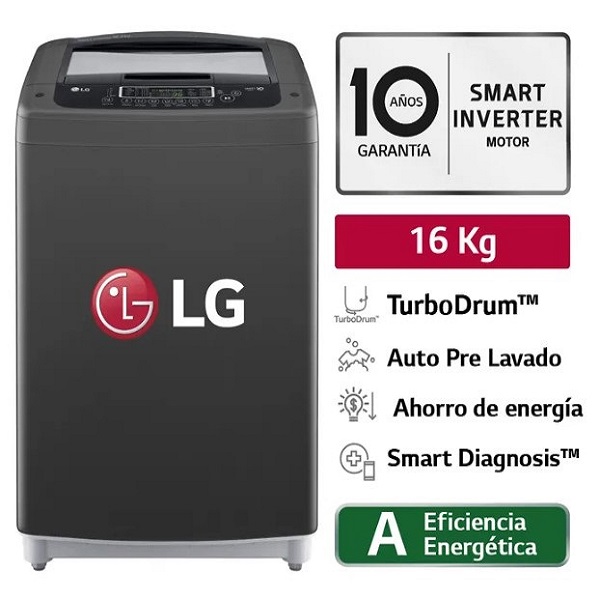 LG
LG
10
AÑOS
GARANTÍA
SMART
INVERTER
MOTOR
16 Kg
TurboDrum™
TurboDrum™
Auto Pre Lavado
Ahorro de energía
Smart Diagnosis™
A
Eficiencia
Energética